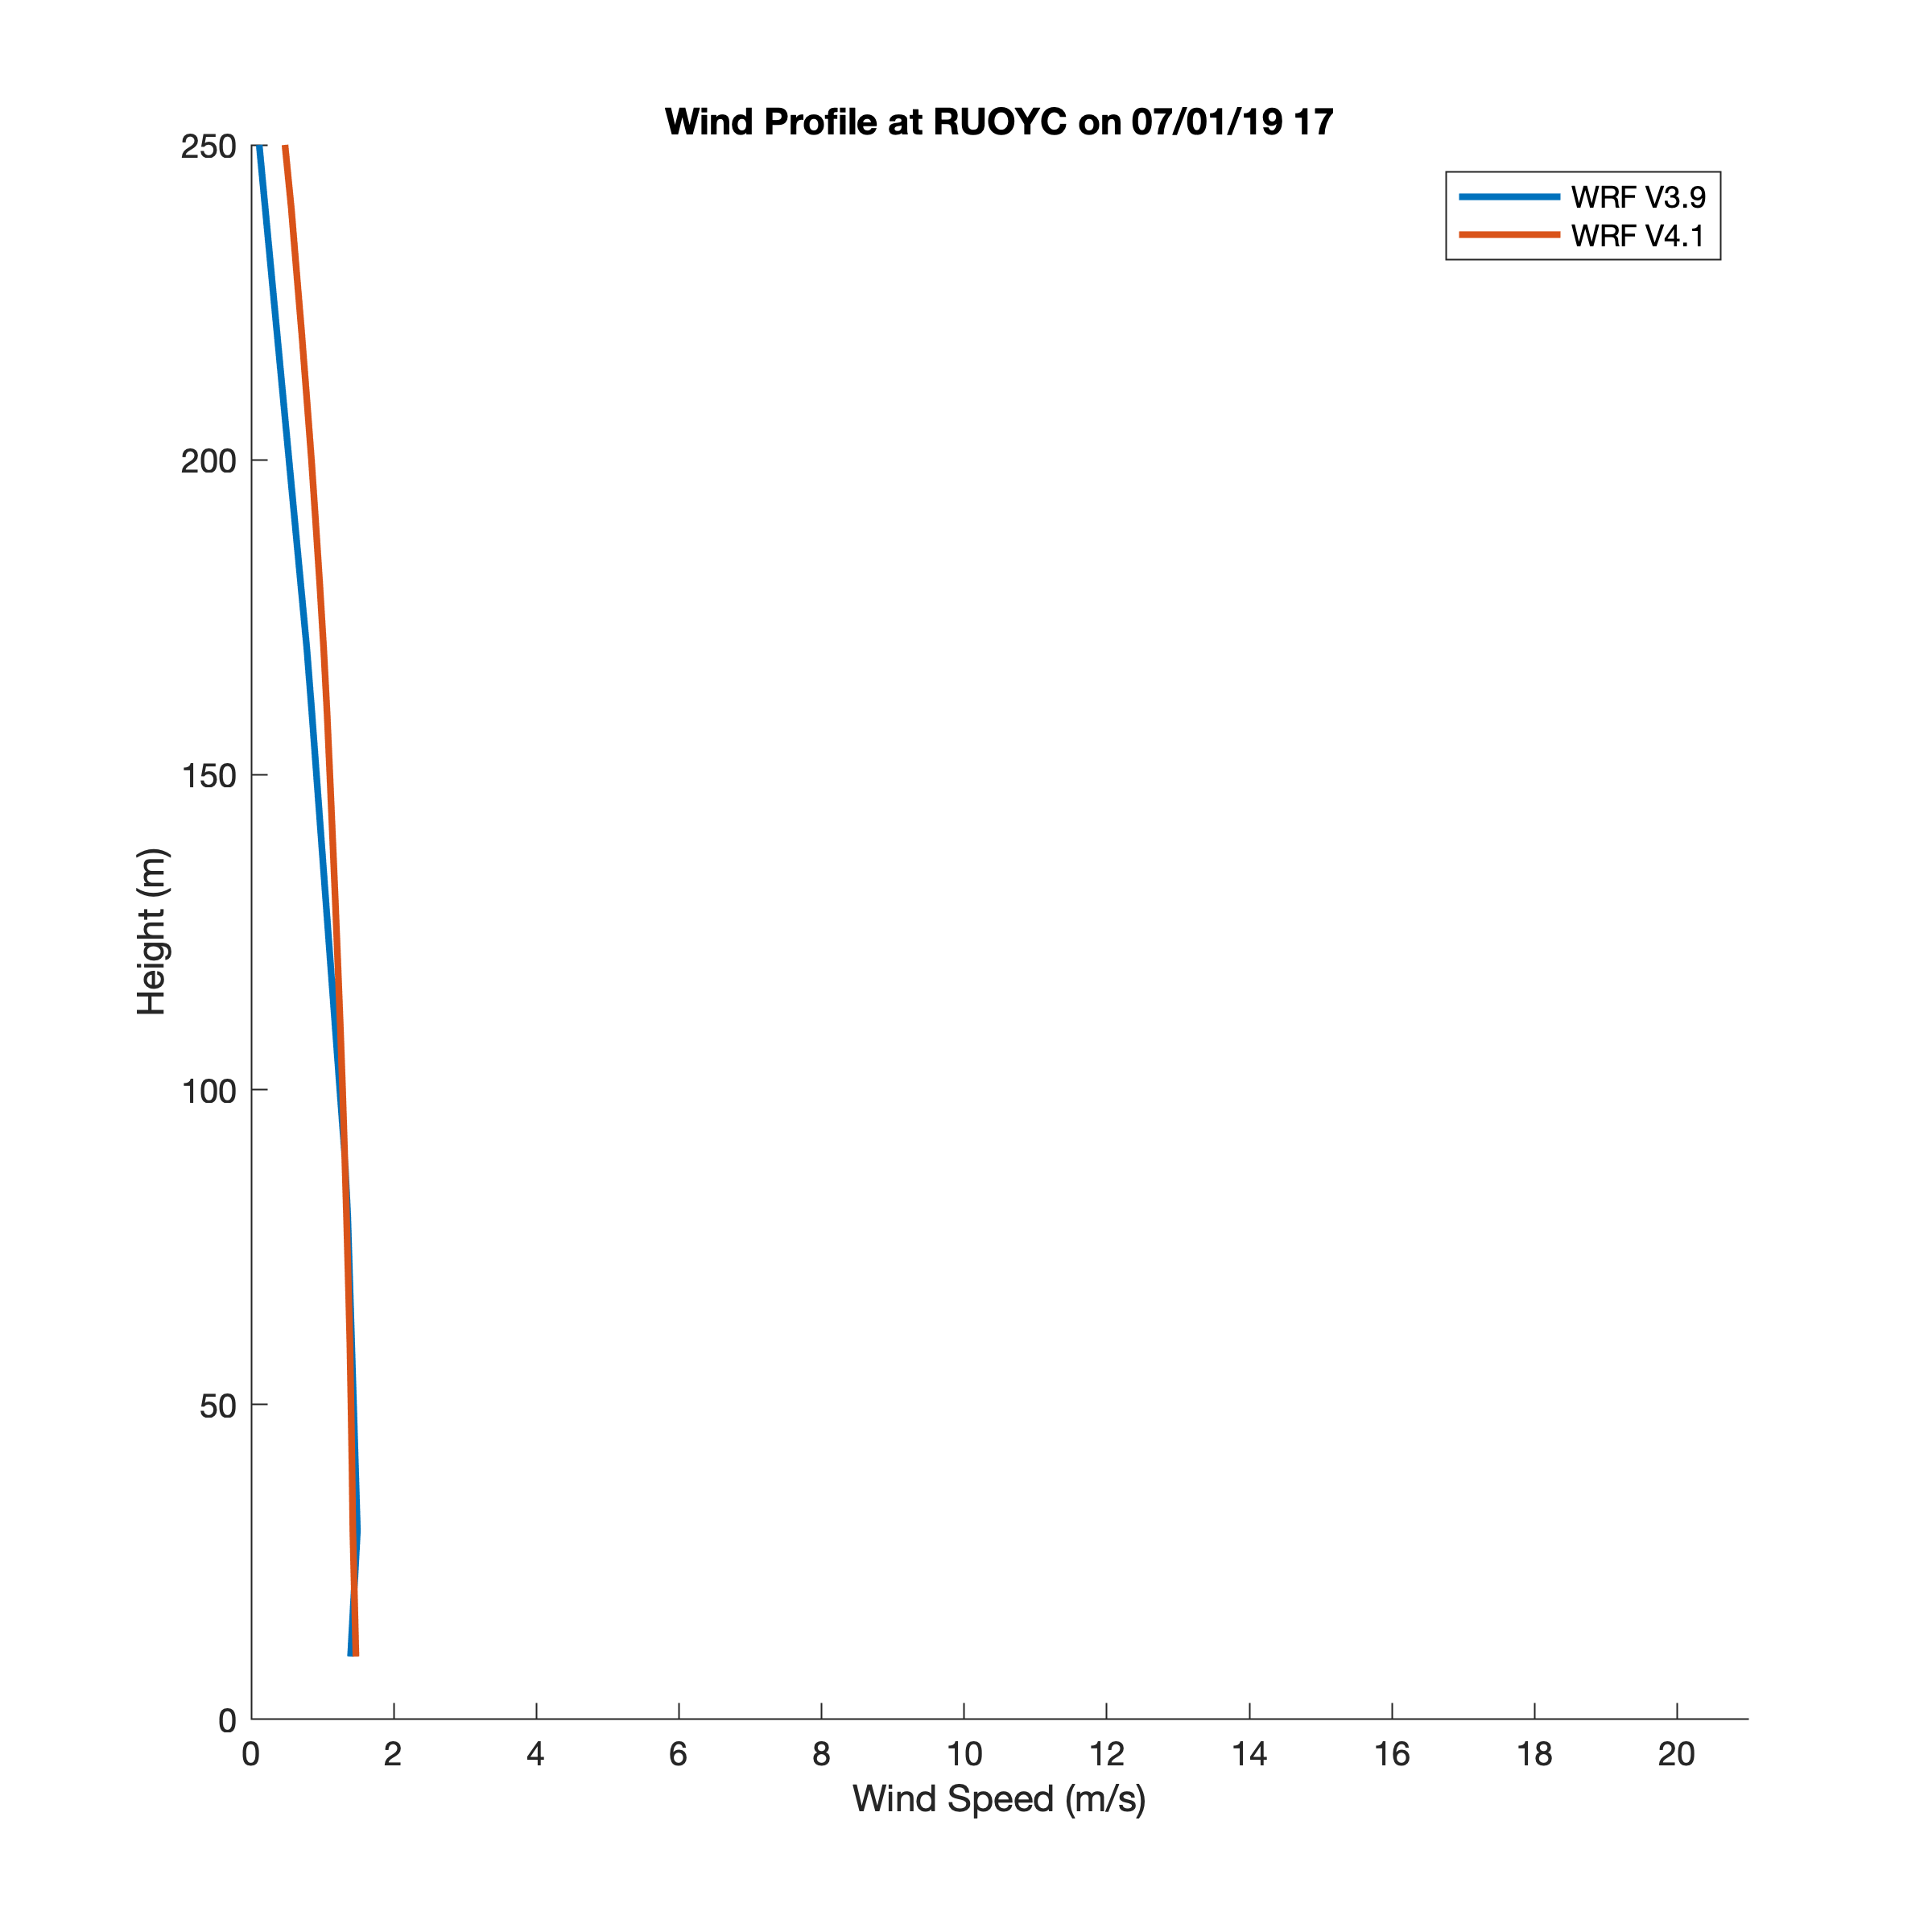 Wind Profile at RUOYC on 07/01/19 17
WRF V3.9
WRF V4.1
250
200
150
100
50
0
Height (m)
0 2 4 6 8 10 12 14 16 18 20
Wind Speed (m/s)